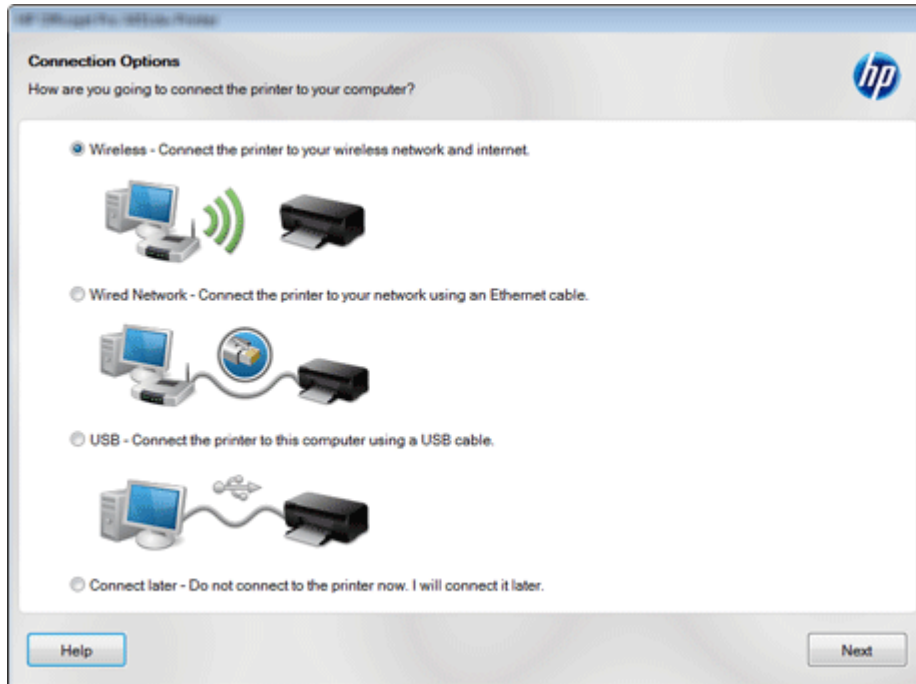 Connection Options
How are you going to connect the printer to your computer?
hp
Wireless - Connect the printer to your wireless network and internet.
Wired Network - Connect the printer to your network using an Ethernet cable.
USB - Connect the printer to this computer using a USB cable.
Connect later - Do not connect to the printer now. I will connect it later.
Help
Next